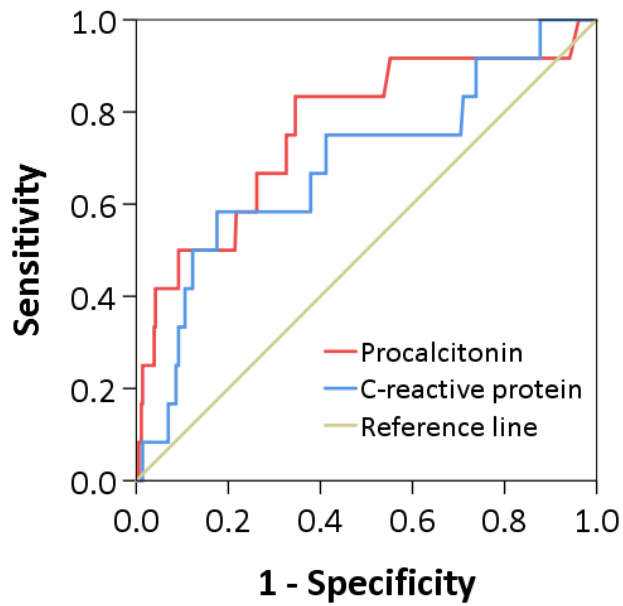 1.0
0.8
0.6
0.4
0.2
0.0
Sensitivity
Procalcitonin
C-reactive protein
Reference line
0.0 0.2 0.4 0.6 0.8 1.0
1 - Specificity